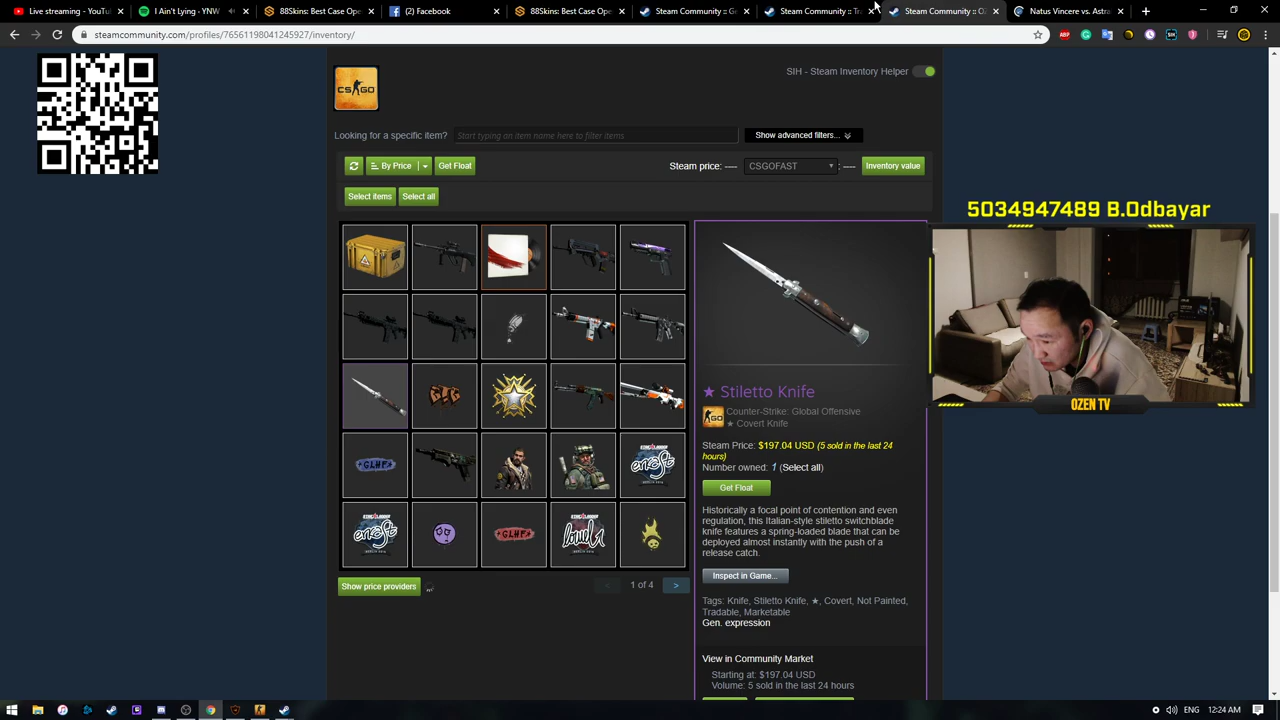 Live streaming - YouTu
I Ain't Lying - YNW
88Skins: Best Case Ope
(2) Facebook
88Skins: Best Case Ope
Steam Community :: G
Steam Community :: Tr
Steam Community :: O
Natus Vincere vs. Astral
steamcommunity.com/profiles/76561198041245927/inventory/
CS GO
SIH - Steam Inventory Helper
Looking for a specific item?
Start typing an item name here to filter items
Show advanced filters...
By Price
Get Float
Steam price: ----
CSGOFAST
: ----
Inventory value
Select items
Select all
5034947489 B.Odbayar
OZEN TV
★ Stiletto Knife
Counter-Strike: Global Offensive
★ Covert Knife
Steam Price: $197.04 USD (5 sold in the last 24
hours)
Number owned: 1 (Select all)
Get Float
Historically a focal point of contention and even
regulation, this Italian-style stiletto switchblade
knife features a spring-loaded blade that can be
deployed almost instantly with the push of a
release catch.
Inspect in Game...
GLHF
GLHF
Show price providers
1 of 4
Tags: Knife, Stiletto Knife, ★, Covert, Not Painted,
Tradable, Marketable
Gen. expression
View in Community Market
Starting at: $197.04 USD
Volume: 5 sold in the last 24 hours
ENG
12:24 AM